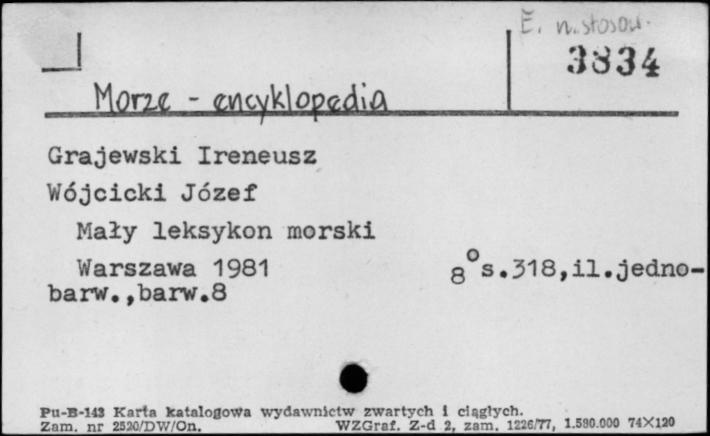 E. n.stosow.
3834
Morze - encyklopedia
Grajewski Ireneusz
Wójcicki Józef
Mały leksykon morski
Warszawa 1981 8°s.318,il.jedno-
barw.,barw.8
Pu-B-143 Karta katalogowa wydawnictw zwartych i ciągłych.
Zam. nr 2520/DW/On. WZGraf. Z-d 2, zam. 1226/77, 1.580.000 74X120